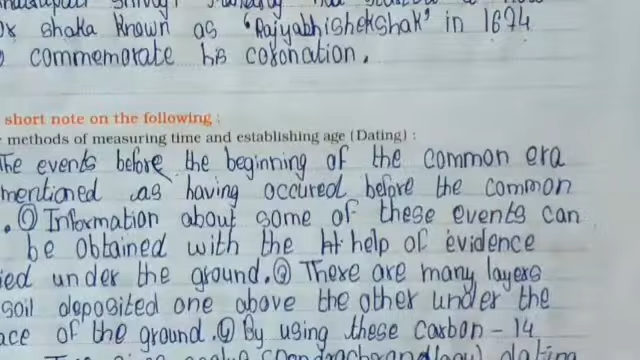 or shaka known as 'Rajyabhishekshak' in 1674
commemorate his coronation.
short note on the following :
methods of measuring time and establishing age (Dating) :
The events before the beginning of the common era
mentioned as having occured before the common
. ① Information about some of these events can
be obtained with the help of evidence
ied under the ground. ② There are many layers
soil deposited one above the other under the
ace of the ground. ④ By using these carbon - 14
dating